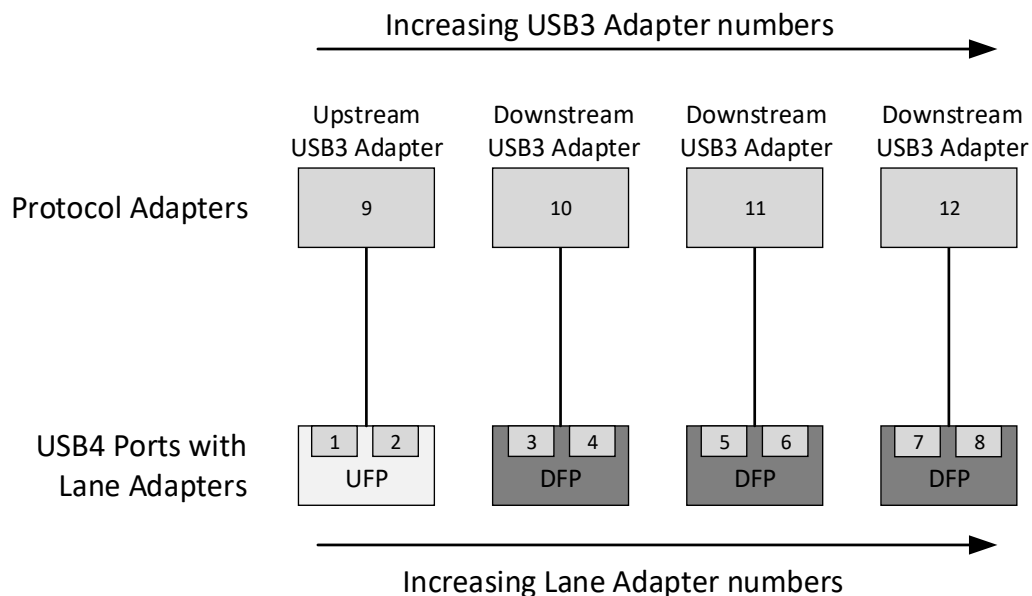 Increasing USB3 Adapter numbers
Upstream
USB3 Adapter
Downstream
USB3 Adapter
Downstream
USB3 Adapter
Downstream
USB3 Adapter
Protocol Adapters
9
10
11
12
USB4 Ports with
Lane Adapters
1
2
UFP
3
4
DFP
5
6
DFP
7
8
DFP
Increasing Lane Adapter numbers